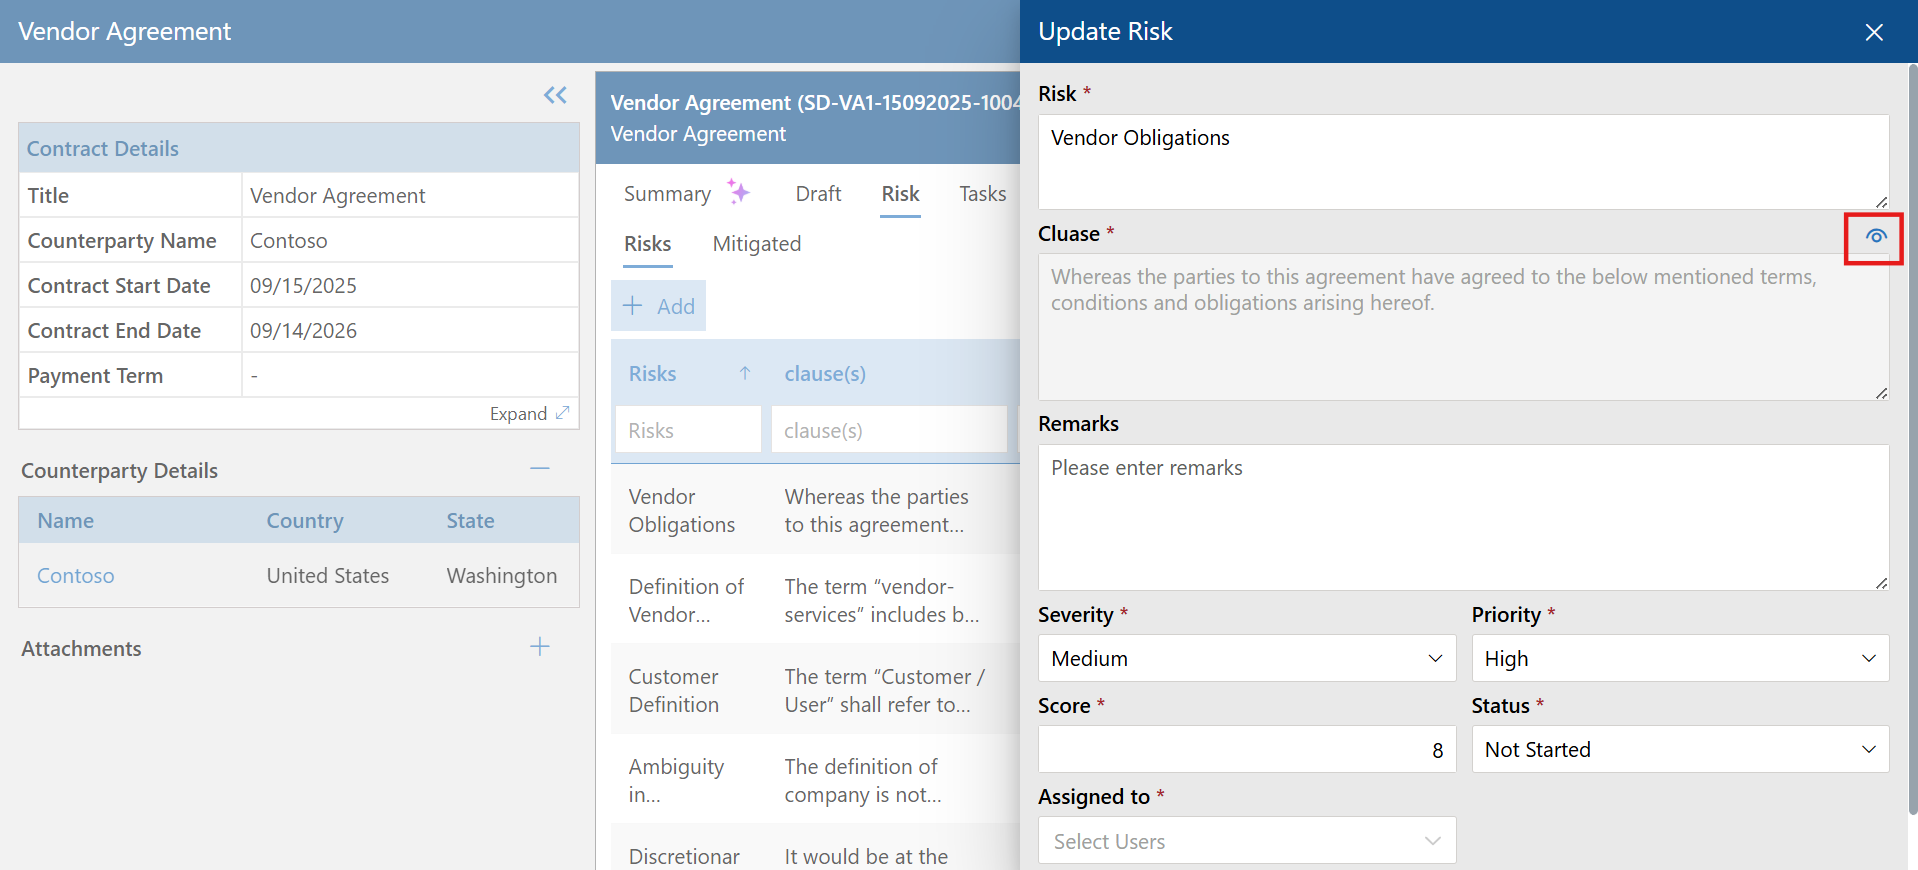 Vendor Agreement
Contract Details
Title Vendor Agreement
Counterparty Name Contoso
Contract Start Date 09/15/2025
Contract End Date 09/14/2026
Payment Term -
Expand
Counterparty Details
Name Country State
Contoso United States Washington
Attachments
Vendor Agreement (SD-VA1-15092025-1004
Vendor Agreement
Summary Draft Risk Tasks
Risks Mitigated
Add
Risks clause(s)
Risks clause(s)
Vendor
Obligations
Whereas the parties
to this agreement...
Definition of
Vendor...
The term “vendor-
services” includes b...
Customer
Definition
The term “Customer /
User” shall refer to...
Ambiguity
in...
The definition of
company is not...
Discretionar
It would be at the
Update Risk
Risk *
Vendor Obligations
Cluase *
Whereas the parties to this agreement have agreed to the below mentioned terms,
conditions and obligations arising hereof.
Remarks
Please enter remarks
Severity * Priority *
Medium High
Score * Status *
8 Not Started
Assigned to *
Select Users